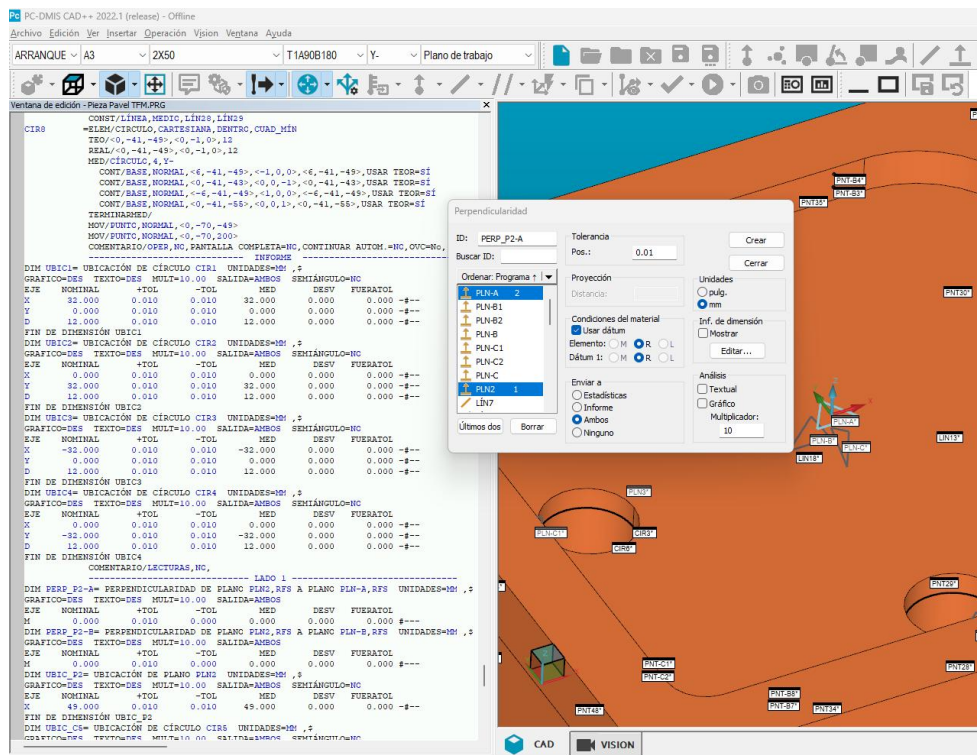 PC-DMIS CAD++ 2022.1 (release) - Offline
Archivo Edición Ver Insertar Operación Vision Ventana Ayuda
ARRANQUE A3 2X50 T1A90B180 Y- Plano de trabajo
Ventana de edición - Pieza Pavel TFM.PRG
CONST/LÍNEA,MEDIC,LÍN28,LÍN29
CIR8 =ELEM/CIRCULO,CARTESIANA,DENTRO,CUAD_MÍN
TEO/<0,-41,-49>,<0,-1,0>,12
REAL/<0,-41,-49>,<0,-1,0>,12
MED/CÍRCULO,4,Y-
CONT/BASE,NORMAL,<6,-41,-49>,<-1,0,0>,<6,-41,-49>,USAR TEOR=SÍ
CONT/BASE,NORMAL,<0,-41,-43>,<0,0,-1>,<0,-41,-43>,USAR TEOR=SÍ
CONT/BASE,NORMAL,<-6,-41,-49>,<1,0,0>,<-6,-41,-49>,USAR TEOR=SÍ
CONT/BASE,NORMAL,<0,-41,-55>,<0,0,1>,<0,-41,-55>,USAR TEOR=SÍ
TERMINARMED/
MOV/PUNTO,NORMAL,<0,-70,-49>
MOV/PUNTO,NORMAL,<0,-70,200>
COMENTARIO/OPER,NO,PANTALLA COMPLETA=NO,CONTINUAR AUTOM.=NO,OVC=No,
---------------------------------- INFORME ----------------------------------
DIM UBIC1= UBICACIÓN DE CÍRCULO CIR1 UNIDADES=MM ,$
GRAFICO=DES TEXTO=DES MULT=10.00 SALIDA=AMBOS SEMIÁNGULO=NO
EJE NOMINAL +TOL -TOL MED DESV FUERATOL
X 32.000 0.010 0.010 32.000 0.000 0.000 -#--
Y 0.000 0.010 0.010 0.000 0.000 0.000 -#--
D 12.000 0.010 0.010 12.000 0.000 0.000 -#--
FIN DE DIMENSIÓN UBIC1
DIM UBIC2= UBICACIÓN DE CÍRCULO CIR2 UNIDADES=MM ,$
GRAFICO=DES TEXTO=DES MULT=10.00 SALIDA=AMBOS SEMIÁNGULO=NO
EJE NOMINAL +TOL -TOL MED DESV FUERATOL
X 0.000 0.010 0.010 0.000 0.000 0.000 -#--
Y 32.000 0.010 0.010 32.000 0.000 0.000 -#--
D 12.000 0.010 0.010 12.000 0.000 0.000 -#--
FIN DE DIMENSIÓN UBIC2
DIM UBIC3= UBICACIÓN DE CÍRCULO CIR3 UNIDADES=MM ,$
GRAFICO=DES TEXTO=DES MULT=10.00 SALIDA=AMBOS SEMIÁNGULO=NO
EJE NOMINAL +TOL -TOL MED DESV FUERATOL
X -32.000 0.010 0.010 -32.000 0.000 0.000 -#--
Y 0.000 0.010 0.010 0.000 0.000 0.000 -#--
D 12.000 0.010 0.010 12.000 0.000 0.000 -#--
FIN DE DIMENSIÓN UBIC3
DIM UBIC4= UBICACIÓN DE CÍRCULO CIR4 UNIDADES=MM ,$
GRAFICO=DES TEXTO=DES MULT=10.00 SALIDA=AMBOS SEMIÁNGULO=NO
EJE NOMINAL +TOL -TOL MED DESV FUERATOL
X 0.000 0.010 0.010 0.000 0.000 0.000 -#--
Y -32.000 0.010 0.010 -32.000 0.000 0.000 -#--
D 12.000 0.010 0.010 12.000 0.000 0.000 -#--
FIN DE DIMENSIÓN UBIC4
COMENTARIO/LECTURAS,NO,
---------------------------------- LADO 1 ----------------------------------
DIM PERP_P2-A= PERPENDICULARIDAD DE PLANO PLN2,RFS A PLANO PLN-A,RFS UNIDADES=MM ,$
GRAFICO=DES TEXTO=DES MULT=10.00 SALIDA=AMBOS
EJE NOMINAL +TOL -TOL MED DESV FUERATOL
M 0.000 0.010 0.000 0.000 0.000 0.000 #---
DIM PERP_P2-B= PERPENDICULARIDAD DE PLANO PLN2,RFS A PLANO PLN-B,RFS UNIDADES=MM ,$
GRAFICO=DES TEXTO=DES MULT=10.00 SALIDA=AMBOS
EJE NOMINAL +TOL -TOL MED DESV FUERATOL
M 0.000 0.010 0.000 0.000 0.000 0.000 #---
DIM UBIC_P2= UBICACIÓN DE PLANO PLN2 UNIDADES=MM ,$
GRAFICO=DES TEXTO=DES MULT=10.00 SALIDA=AMBOS SEMIÁNGULO=NO
EJE NOMINAL +TOL -TOL MED DESV FUERATOL
X 49.000 0.010 0.010 49.000 0.000 0.000 -#--
FIN DE DIMENSIÓN UBIC_P2
DIM UBIC_C5= UBICACIÓN DE CÍRCULO CIR5 UNIDADES=MM ,$
GRAFICO=DES TEXTO=DES MULT=10.00 SALIDA=AMBOS SEMIÁNGULO=NO
Perpendicularidad
ID: PERP_P2-A
Buscar ID:
Ordenar: Programa ↑
PLN-A 2
PLN-B1
PLN-B2
PLN-B
PLN-C1
PLN-C2
PLN-C
PLN2 1
LÍN7
Últimos dos Borrar
Tolerancia
Pos.: 0.01
Proyección
Distancia:
Condiciones del material
Usar dátum
Elemento: M R L
Dátum 1: M R L
Enviar a
Estadísticas
Informe
Ambos
Ninguno
Crear
Cerrar
Unidades
pulg.
mm
Inf. de dimensión
Mostrar
Editar...
Análisis
Textual
Gráfico
Multiplicador:
10
PNT-B4*
PNT-B3*
PNT35*
PNT30*
PLN-A*
PLN-B*
PLN-C*
LIN13*
LIN18*
PLN3*
PLN-C1*
CIR3*
CIR6*
PNT29*
PNT-C1*
PNT-C2*
PNT28*
PNT-B8*
PNT-B7*
PNT34*
PNT48*
CAD VISION